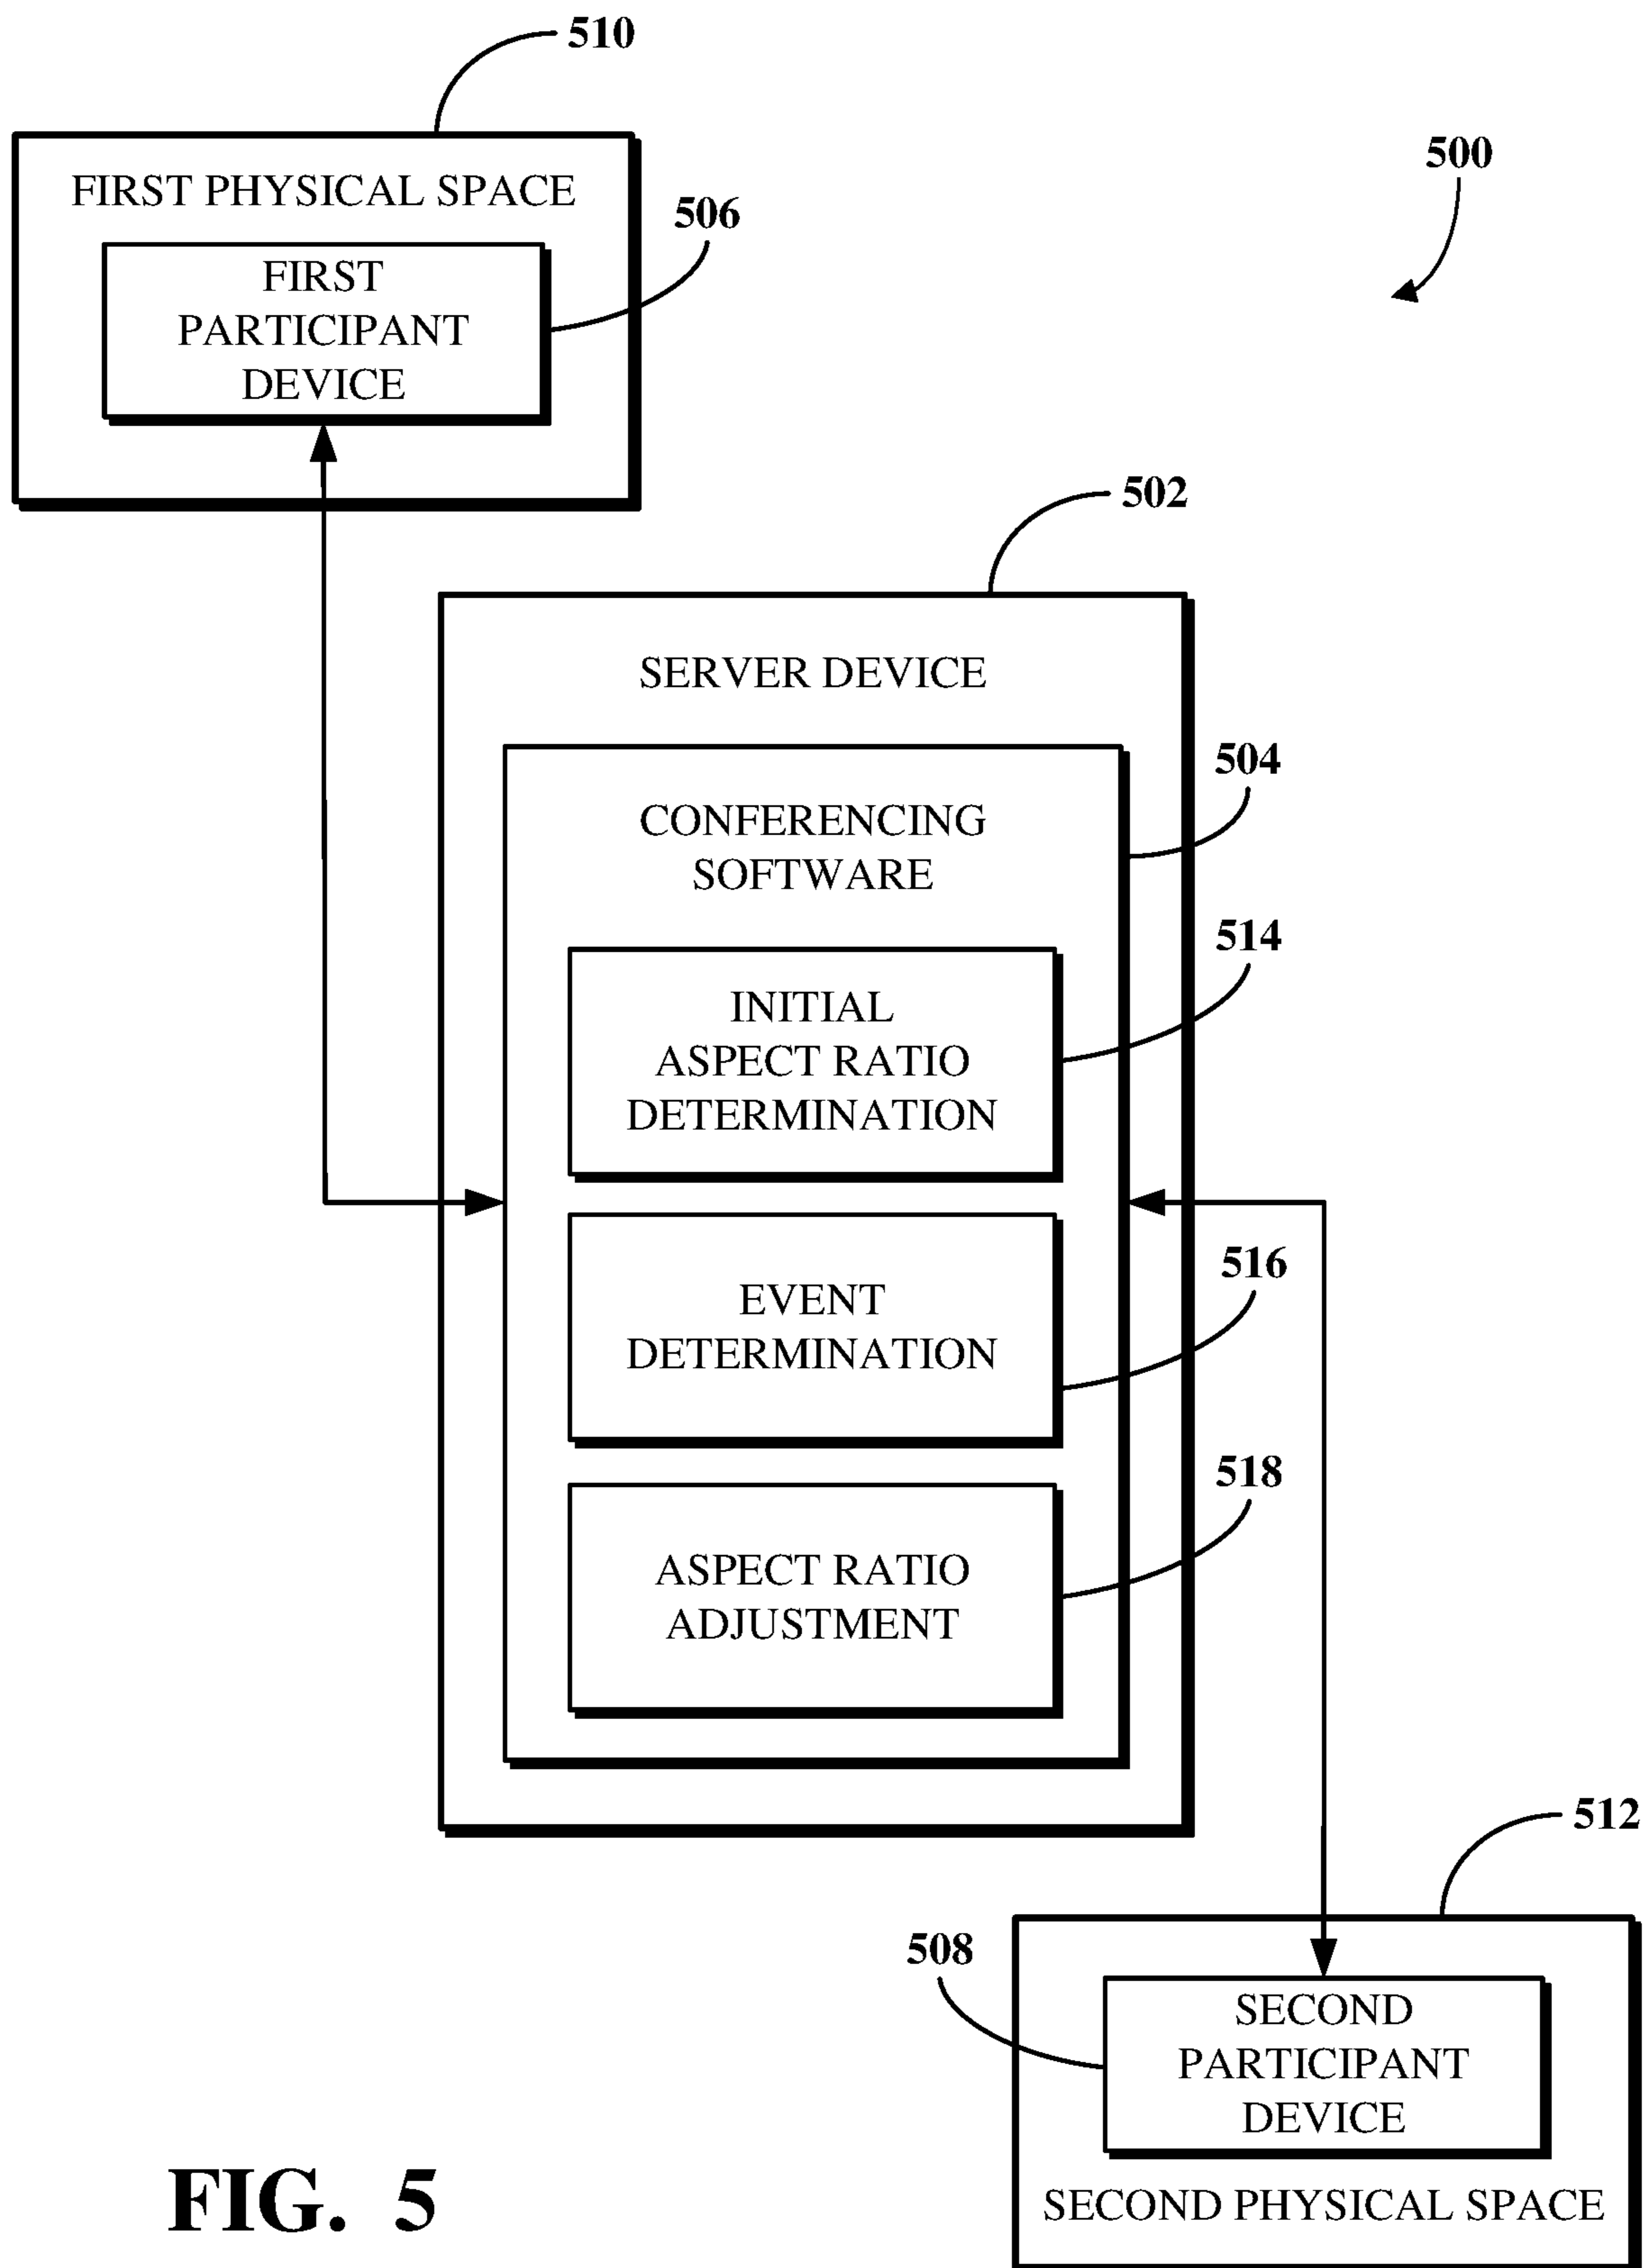 510
500
FIRST PHYSICAL SPACE
506
FIRST
PARTICIPANT
DEVICE
502
SERVER DEVICE
504
CONFERENCING
SOFTWARE
514
INITIAL
ASPECT RATIO
DETERMINATION
516
EVENT
DETERMINATION
518
ASPECT RATIO
ADJUSTMENT
512
508
SECOND
PARTICIPANT
DEVICE
SECOND PHYSICAL SPACE
FIG. 5